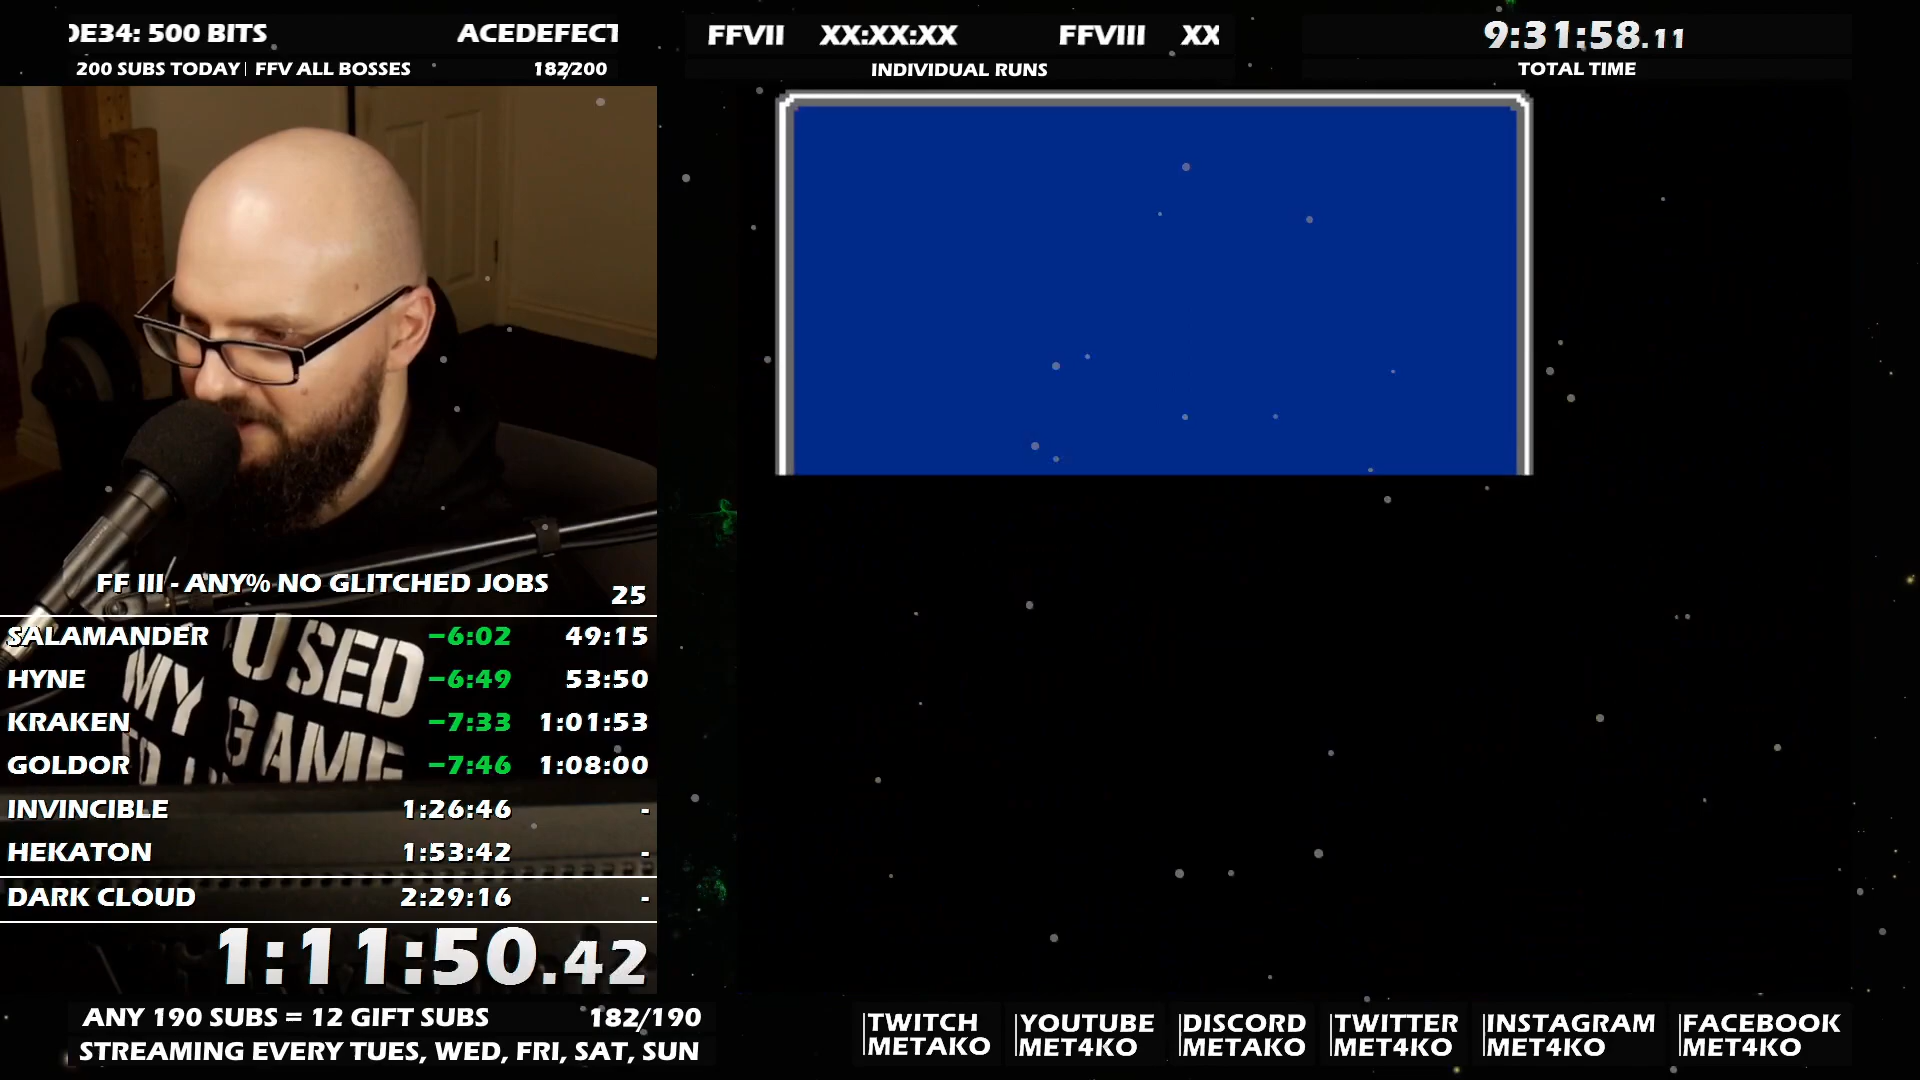 DE34: 500 BITS ACEDEFECT
200 SUBS TODAY | FFV ALL BOSSES 182/200
FFVII XX:XX:XX FFVIII XX
INDIVIDUAL RUNS
9:31:58.11
TOTAL TIME
FF III - ANY% NO GLITCHED JOBS 25
SALAMANDER -6:02 49:15
HYNE -6:49 53:50
KRAKEN -7:33 1:01:53
GOLDOR -7:46 1:08:00
INVINCIBLE 1:26:46 -
HEKATON 1:53:42 -
DARK CLOUD 2:29:16 -
1:11:50.42
USED
MY GAME
ANY 190 SUBS = 12 GIFT SUBS 182/190
STREAMING EVERY TUES, WED, FRI, SAT, SUN
TWITCH
METAKO
YOUTUBE
MET4KO
DISCORD
METAKO
TWITTER
MET4KO
INSTAGRAM
MET4KO
FACEBOOK
MET4KO